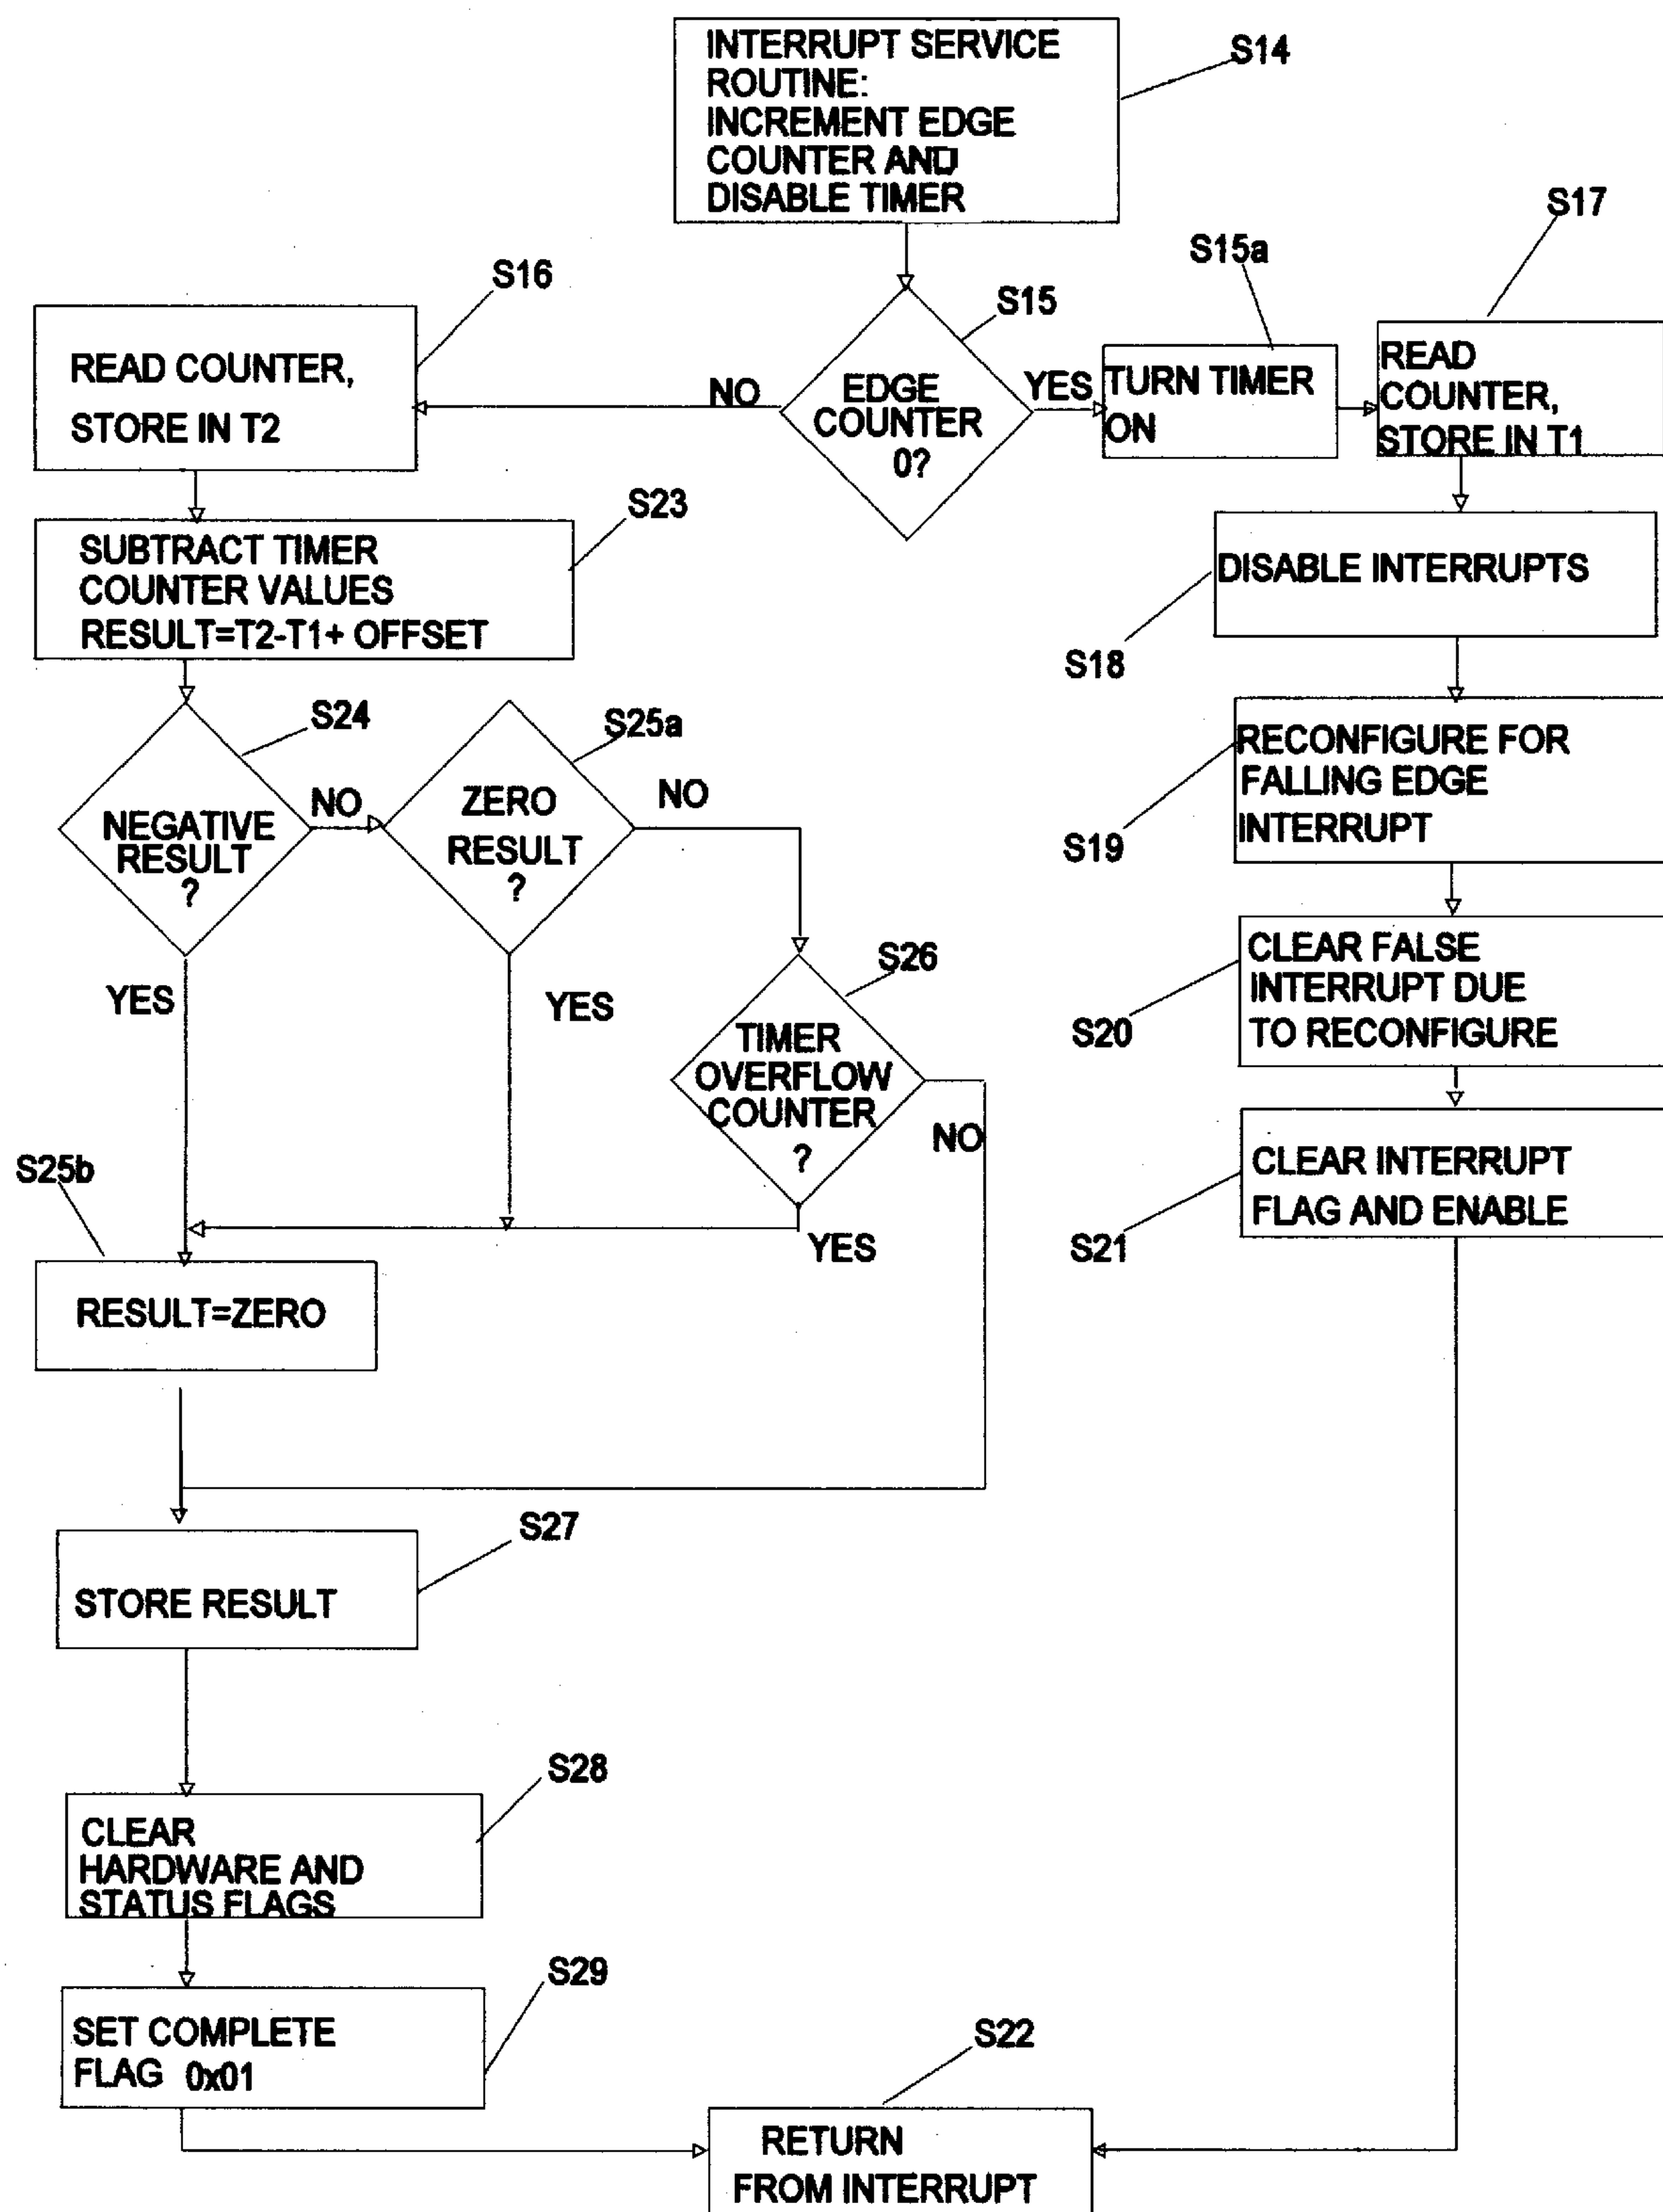 INTERRUPT SERVICE
ROUTINE:
INCREMENT EDGE
COUNTER AND
DISABLE TIMER
S14
S16
READ COUNTER,
STORE IN T2
NO
S15
EDGE
COUNTER
0?
YES
S15a
TURN TIMER
ON
S17
READ
COUNTER,
STORE IN T1
S23
SUBTRACT TIMER
COUNTER VALUES
RESULT=T2-T1+ OFFSET
DISABLE INTERRUPTS
S18
S24
NEGATIVE
RESULT
?
NO
YES
S25a
ZERO
RESULT
?
NO
YES
RECONFIGURE FOR
FALLING EDGE
INTERRUPT
S19
S26
TIMER
OVERFLOW
COUNTER
?
NO
YES
CLEAR FALSE
INTERRUPT DUE
TO RECONFIGURE
S20
CLEAR INTERRUPT
FLAG AND ENABLE
S21
S25b
RESULT=ZERO
S27
STORE RESULT
S28
CLEAR
HARDWARE AND
STATUS FLAGS
S29
SET COMPLETE
FLAG 0x01
S22
RETURN
FROM INTERRUPT